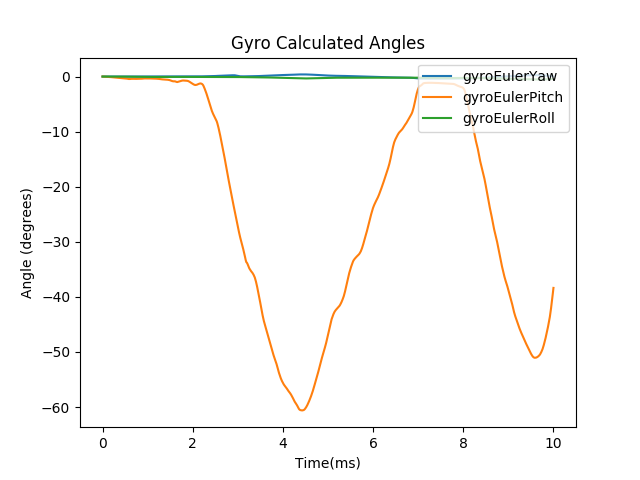 Gyro Calculated Angles
gyroEulerYaw
gyroEulerPitch
gyroEulerRoll
Angle (degrees)
0
−10
−20
−30
−40
−50
−60
0 2 4 6 8 10
Time(ms)